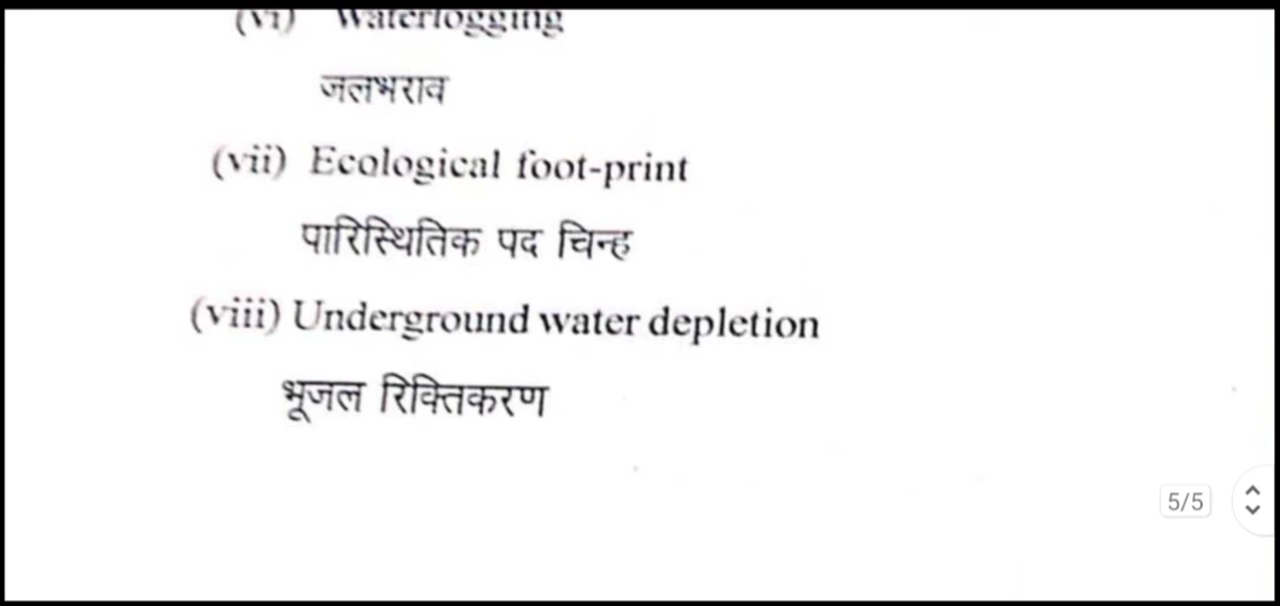 (vi) Waterlogging
जलभराव
(vii) Ecological foot-print
पारिस्थितिक पद चिन्ह
(viii) Underground water depletion
भूजल रिक्तिकरण
5/5